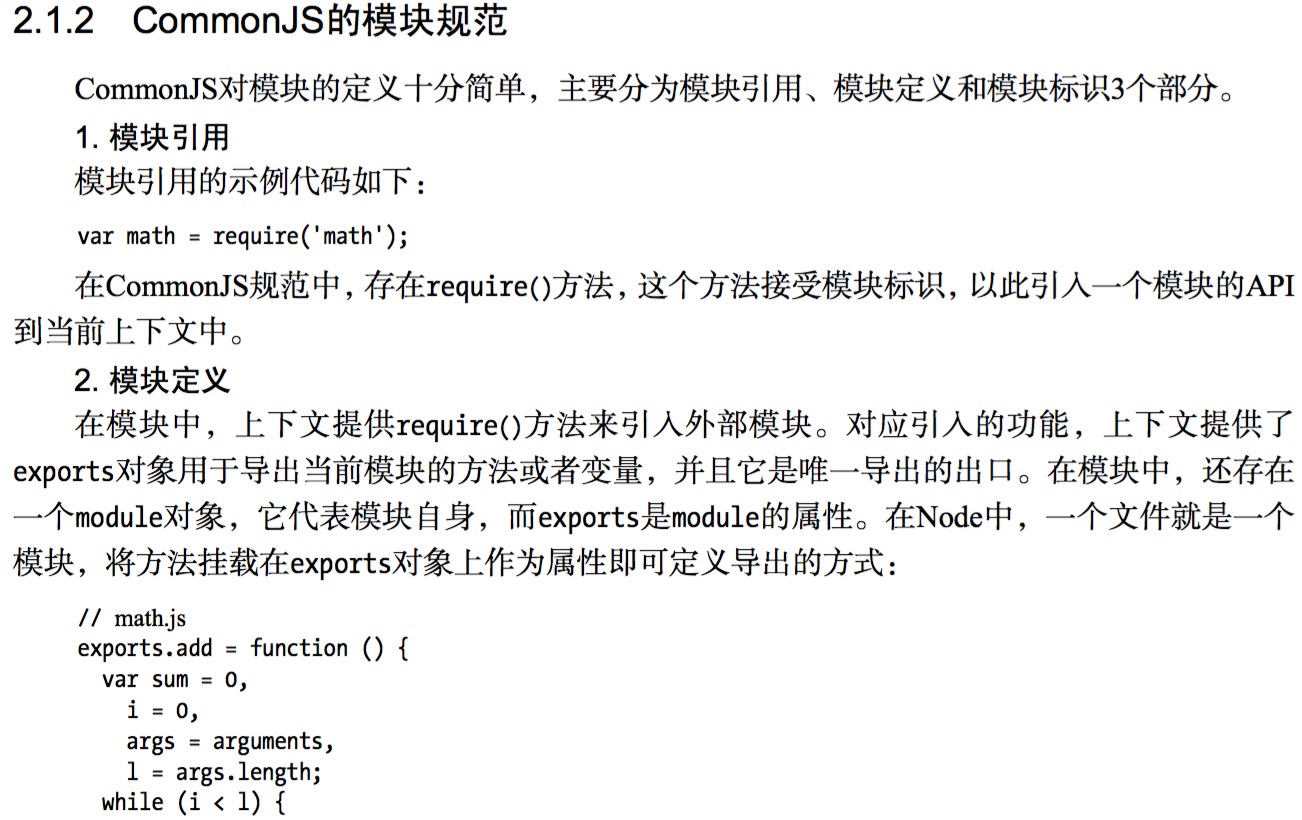 2.1.2 CommonJS的模块规范
CommonJS对模块的定义十分简单，主要分为模块引用、模块定义和模块标识3个部分。
1. 模块引用
模块引用的示例代码如下：
var math = require('math');
在CommonJS规范中，存在require()方法，这个方法接受模块标识，以此引入一个模块的API
到当前上下文中。
2. 模块定义
在模块中，上下文提供require()方法来引入外部模块。对应引入的功能，上下文提供了
exports对象用于导出当前模块的方法或者变量，并且它是唯一导出的出口。在模块中，还存在
一个module对象，它代表模块自身，而exports是module的属性。在Node中，一个文件就是一个
模块，将方法挂载在exports对象上作为属性即可定义导出的方式：
// math.js
exports.add = function () {
  var sum = 0,
    i = 0,
    args = arguments,
    l = args.length;
  while (i < l) {